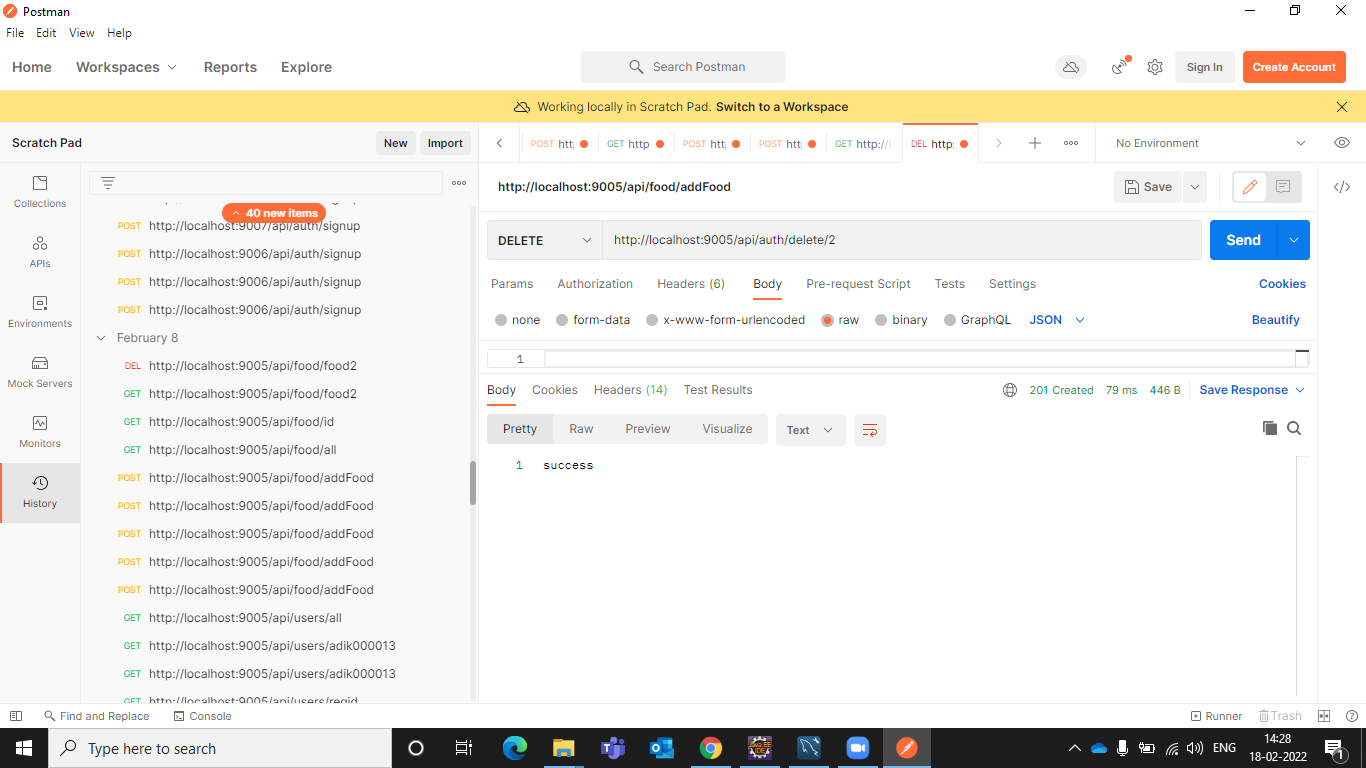 Postman
File Edit View Help
Home Workspaces Reports Explore
Search Postman
Sign In
Create Account
Working locally in Scratch Pad. Switch to a Workspace
Scratch Pad
New
Import
POST
GET http
POST
POST
GET http://
DEL http:
No Environment
Collections
APIs
Environments
Mock Servers
Monitors
History
40 new items
POST http://localhost:9007/api/auth/signup
POST http://localhost:9006/api/auth/signup
POST http://localhost:9006/api/auth/signup
POST http://localhost:9006/api/auth/signup
February 8
DEL http://localhost:9005/api/food/food2
GET http://localhost:9005/api/food/food2
GET http://localhost:9005/api/food/id
GET http://localhost:9005/api/food/all
POST http://localhost:9005/api/food/addFood
POST http://localhost:9005/api/food/addFood
POST http://localhost:9005/api/food/addFood
POST http://localhost:9005/api/food/addFood
POST http://localhost:9005/api/food/addFood
GET http://localhost:9005/api/users/all
GET http://localhost:9005/api/users/adik000013
GET http://localhost:9005/api/users/adik000013
GET http://localhost:9005/api/users/regid
http://localhost:9005/api/food/addFood
Save
DELETE
http://localhost:9005/api/auth/delete/2
Send
Params Authorization Headers (6) Body Pre-request Script Tests Settings
Cookies
none form-data x-www-form-urlencoded raw binary GraphQL JSON
Beautify
1
Body Cookies Headers (14) Test Results
201 Created 79 ms 446 B Save Response
Pretty Raw Preview Visualize Text
1 success
Find and Replace Console
Runner Trash
Type here to search
ENG
14:28
18-02-2022
1